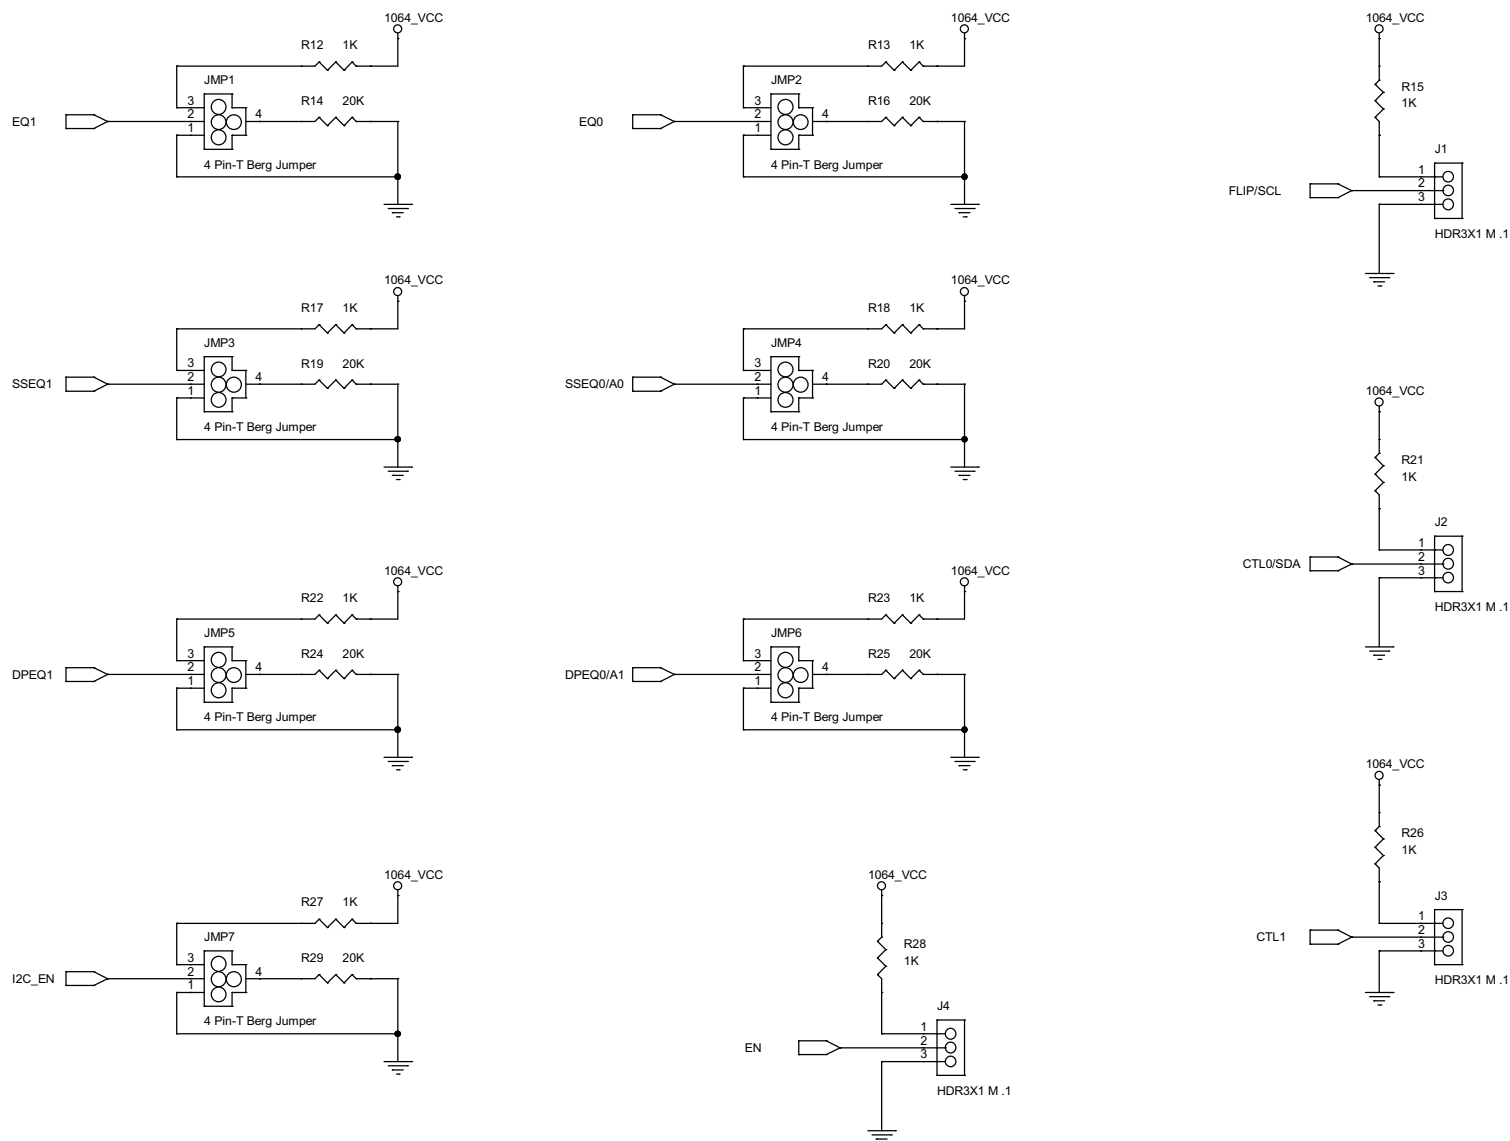 1064_VCC
R12 1K
JMP1
3
2
1
4
R14 20K
EQ1
4 Pin-T Berg Jumper
1064_VCC
R13 1K
JMP2
3
2
1
4
R16 20K
EQ0
4 Pin-T Berg Jumper
1064_VCC
R15
1K
J1
1
2
3
FLIP/SCL
HDR3X1 M .1
1064_VCC
R17 1K
JMP3
3
2
1
4
R19 20K
SSEQ1
4 Pin-T Berg Jumper
1064_VCC
R18 1K
JMP4
3
2
1
4
R20 20K
SSEQ0/A0
4 Pin-T Berg Jumper
1064_VCC
R21
1K
J2
1
2
3
CTL0/SDA
HDR3X1 M .1
1064_VCC
R22 1K
JMP5
3
2
1
4
R24 20K
DPEQ1
4 Pin-T Berg Jumper
1064_VCC
R23 1K
JMP6
3
2
1
4
R25 20K
DPEQ0/A1
4 Pin-T Berg Jumper
1064_VCC
R26
1K
J3
1
2
3
CTL1
HDR3X1 M .1
1064_VCC
R27 1K
JMP7
3
2
1
4
R29 20K
I2C_EN
4 Pin-T Berg Jumper
1064_VCC
R28
1K
J4
1
2
3
EN
HDR3X1 M .1